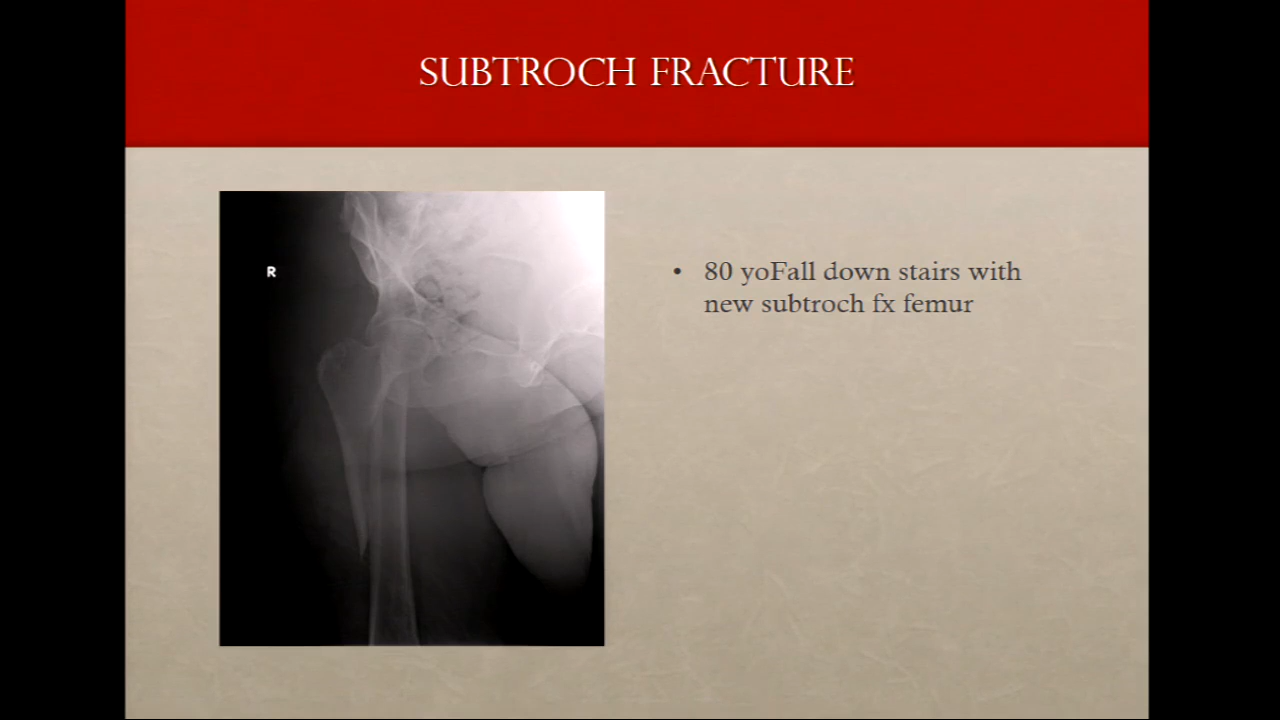 SUBTROCH FRACTURE
R
• 80 yoFall down stairs with
new subtroch fx femur